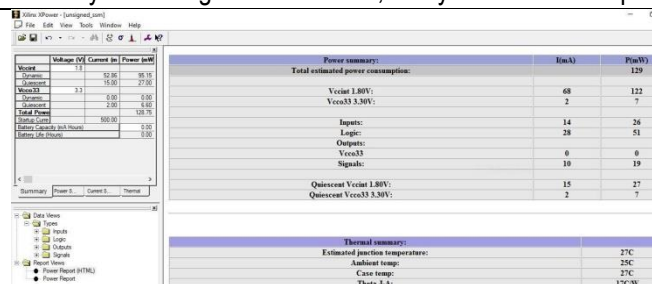 Xilinx XPower - [unsigned_csm]
File Edit View Tools Window Help
Voltage (V) Current (m Power (mW
Vccint 1.8
Dynamic 52.86 95.15
Quiescent 15.00 27.00
Vcco33 3.3
Dynamic 0.00 0.00
Quiescent 2.00 6.60
Total Powe 128.75
Startup Curre 500.00
Battery Capacity (mA Hours) 0.00
Battery Life (Hours) 0.00
Summary Power S... Current S... Thermal
Data Views
Types
Inputs
Logic
Outputs
Signals
Report Views
Power Report (HTML)
Power Report
Power summary: I(mA) P(mW)
Total estimated power consumption: 129
Vccint 1.80V: 68 122
Vcco33 3.30V: 2 7
Inputs: 14 26
Logic: 28 51
Outputs:
Vcco33 0 0
Signals: 10 19
Quiescent Vccint 1.80V: 15 27
Quiescent Vcco33 3.30V: 2 7
Thermal summary:
Estimated junction temperature: 27C
Ambient temp: 25C
Case temp: 27C
Theta J-A: 17C/W